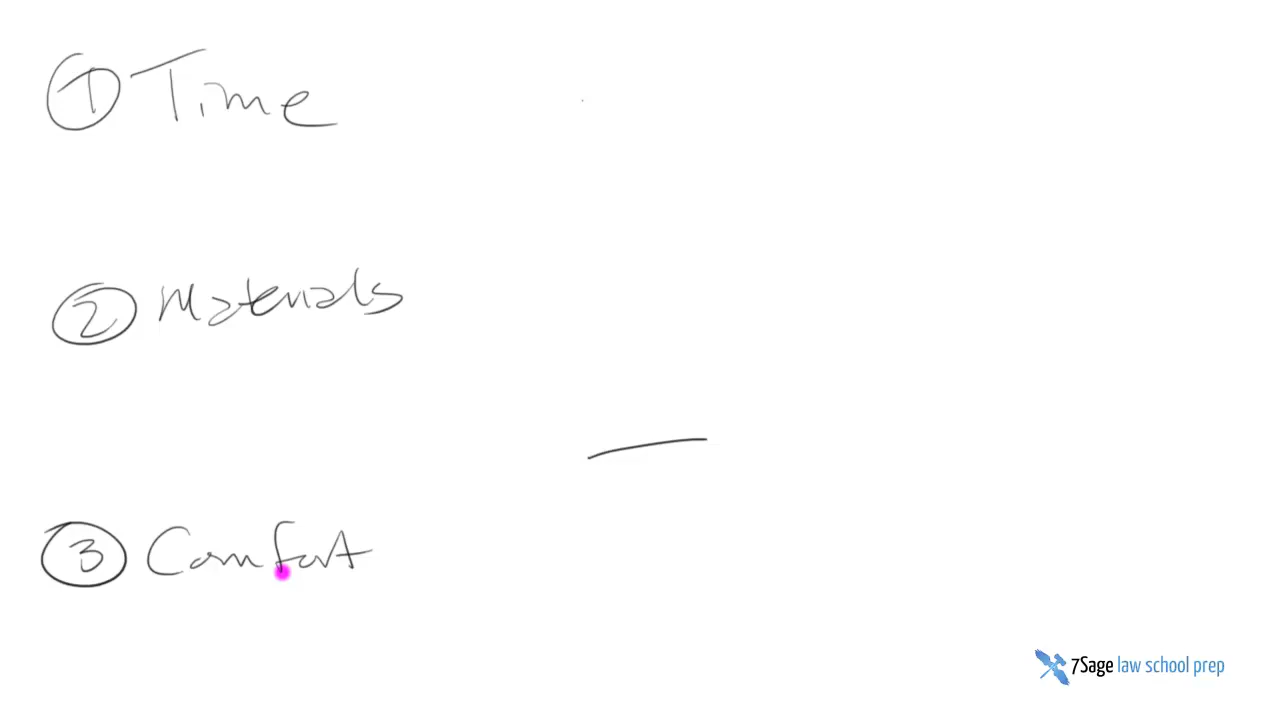 ① Time
② Materials
③ Comfort
7Sage law school prep